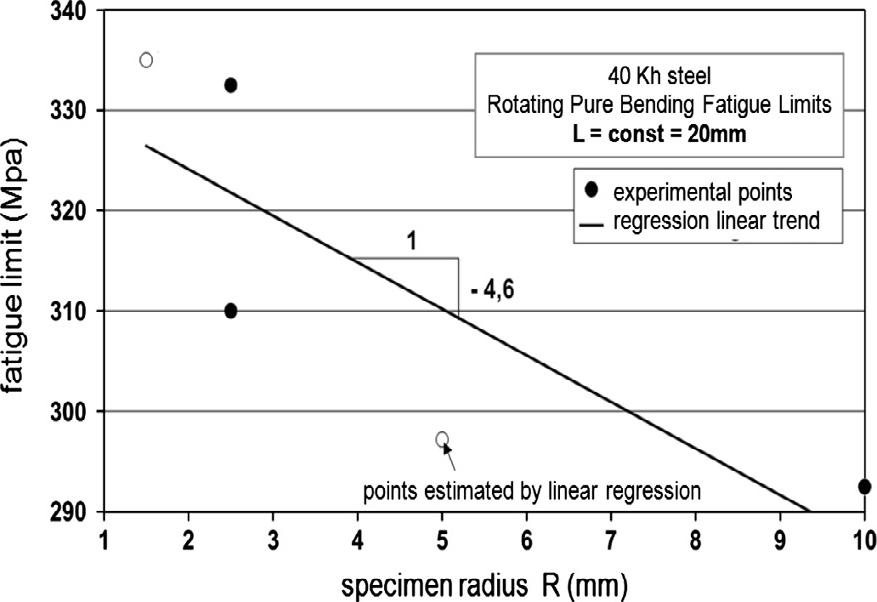 340
330
320
310
300
290
fatigue limit (Mpa)
40 Kh steel
Rotating Pure Bending Fatigue Limits
L = const = 20mm
experimental points
regression linear trend
1
- 4,6
points estimated by linear regression
1 2 3 4 5 6 7 8 9 10
specimen radius R (mm)